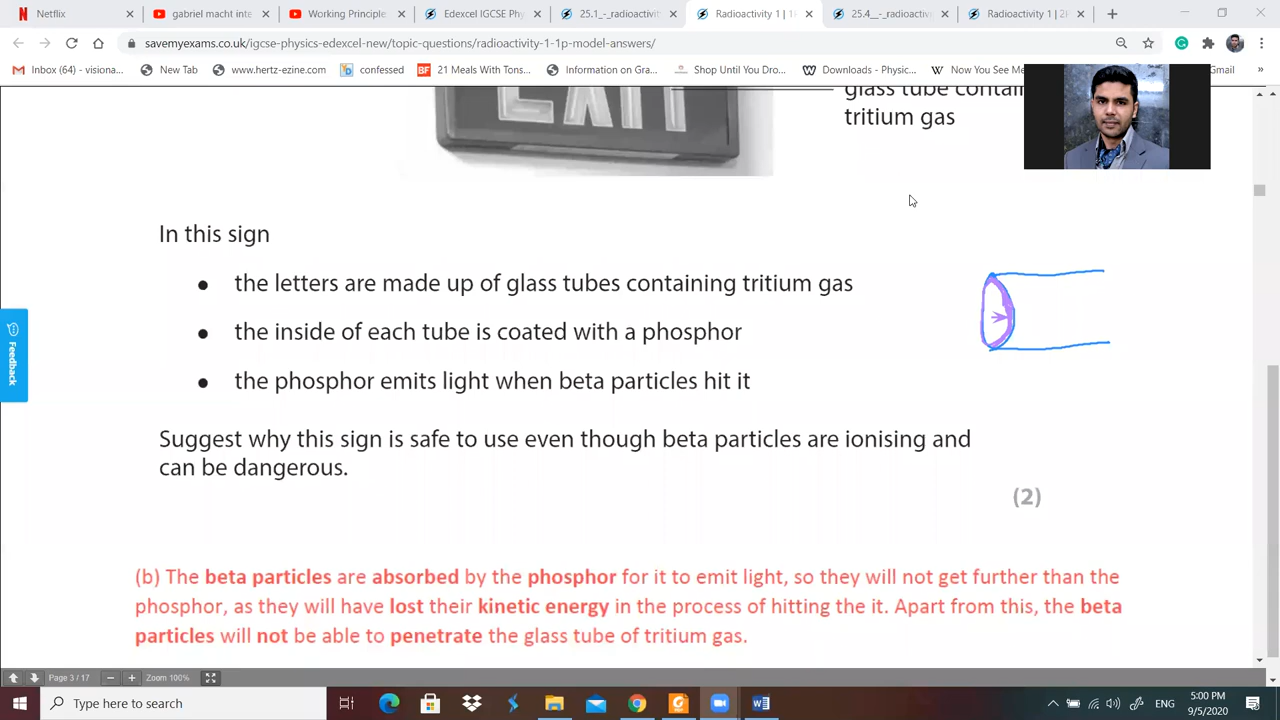 Netflix
gabriel macht inte
Working Principle
Edexcel IGCSE Phy
25.1_-_radioactivit
Radioactivity 1 | 1
25.4__-_radioactiv
Radioactivity 1 | 2
savemyexams.co.uk/igcse-physics-edexcel-new/topic-questions/radioactivity-1-1p-model-answers/
Inbox (64) - visiona...
New Tab
www.hertz-ezine.com
confessed
BF 21 Meals With Tons...
Information on Gra...
Shop Until You Dro...
Downloads - Physic...
Now You See Me
Gmail
»
EXIT
glass tube contain
tritium gas
In this sign
• the letters are made up of glass tubes containing tritium gas
• the inside of each tube is coated with a phosphor
• the phosphor emits light when beta particles hit it
Feedback
Suggest why this sign is safe to use even though beta particles are ionising and
can be dangerous.
(2)
(b) The beta particles are absorbed by the phosphor for it to emit light, so they will not get further than the
phosphor, as they will have lost their kinetic energy in the process of hitting the it. Apart from this, the beta
particles will not be able to penetrate the glass tube of tritium gas.
Page 3 / 17
Zoom 100%
Type here to search
ENG
5:00 PM
9/5/2020